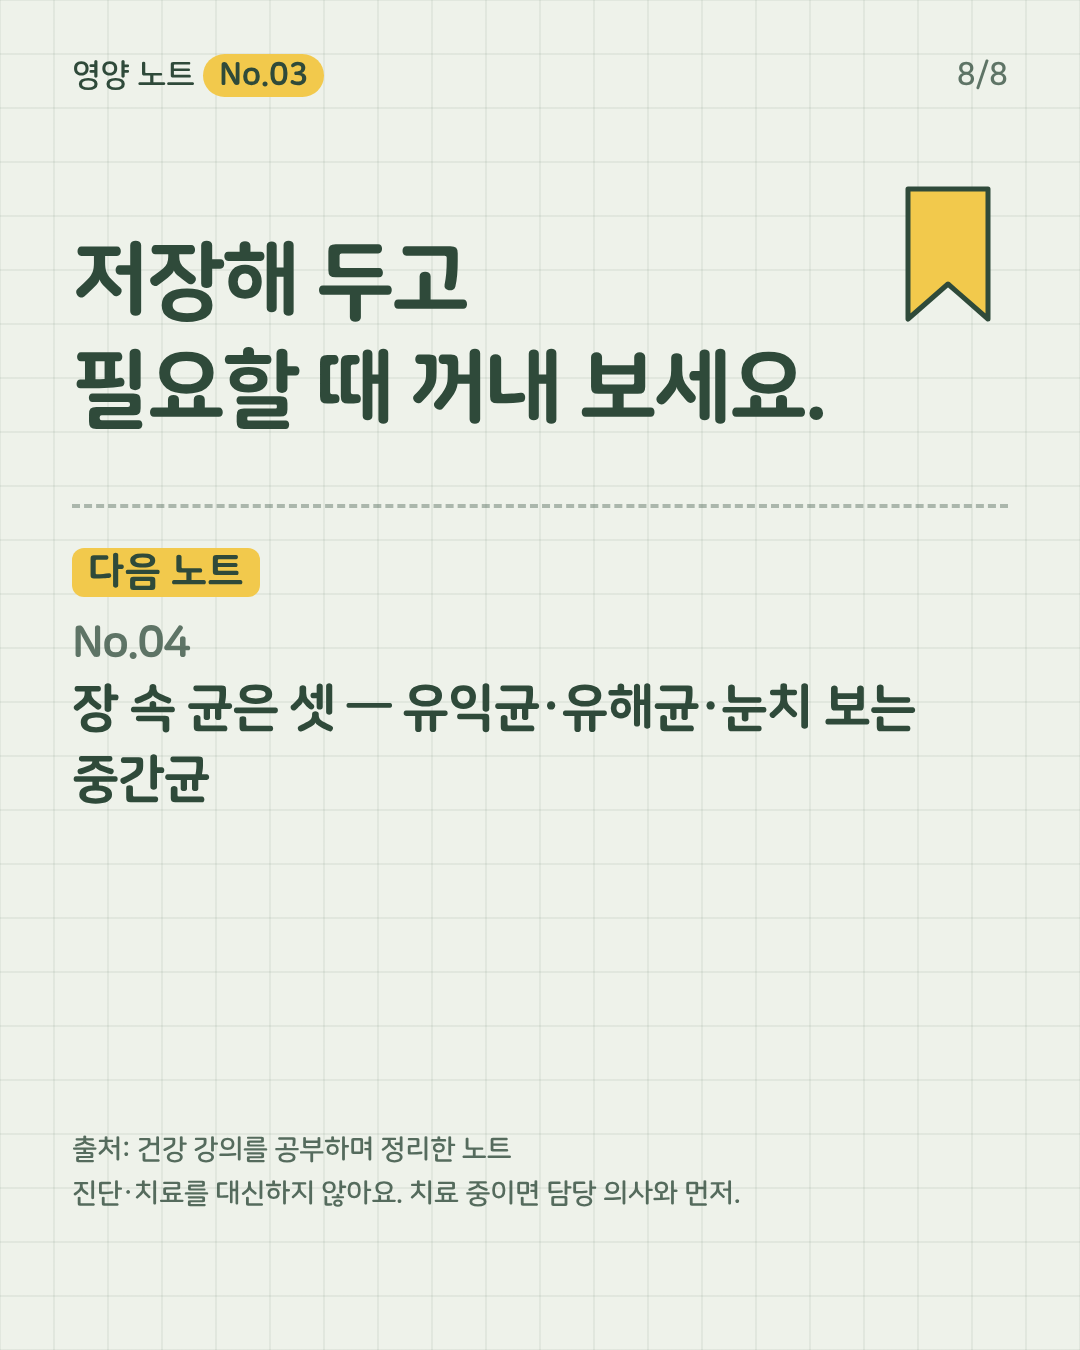 영양 노트 No.03
8/8
저장해 두고
필요할 때 꺼내 보세요.
다음 노트
No.04
장 속 균은 셋 — 유익균·유해균·눈치 보는
중간균
출처: 건강 강의를 공부하며 정리한 노트
진단·치료를 대신하지 않아요. 치료 중이면 담당 의사와 먼저.